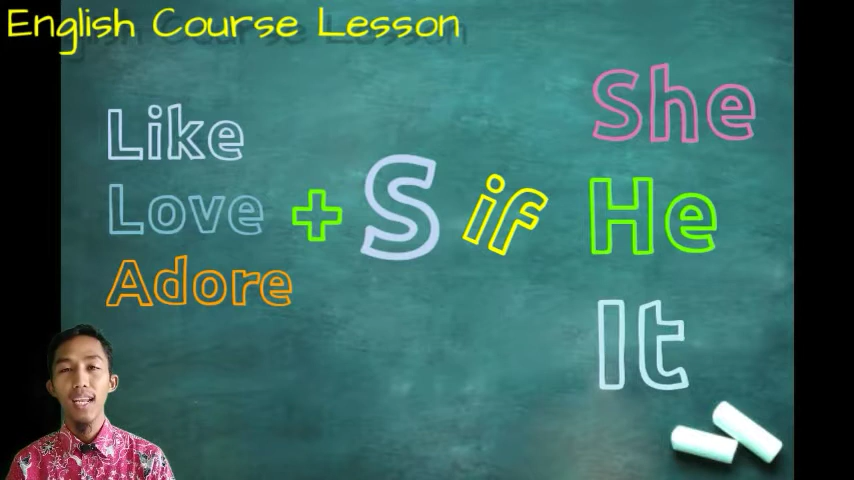 English Course Lesson
Like
Love
Adore
+ S if
She
He
It